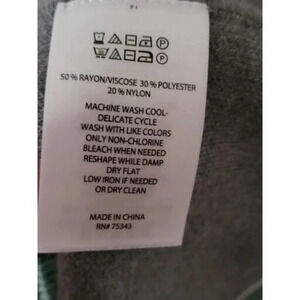 50% RAYON/VISCOSE 30% POLYESTER
20% NYLON
MACHINE WASH COOL-
DELICATE CYCLE
WASH WITH LIKE COLORS
ONLY NON-CHLORINE
BLEACH WHEN NEEDED
RESHAPE WHILE DAMP
DRY FLAT
LOW IRON IF NEEDED
OR DRY CLEAN
MADE IN CHINA
RN# 75343